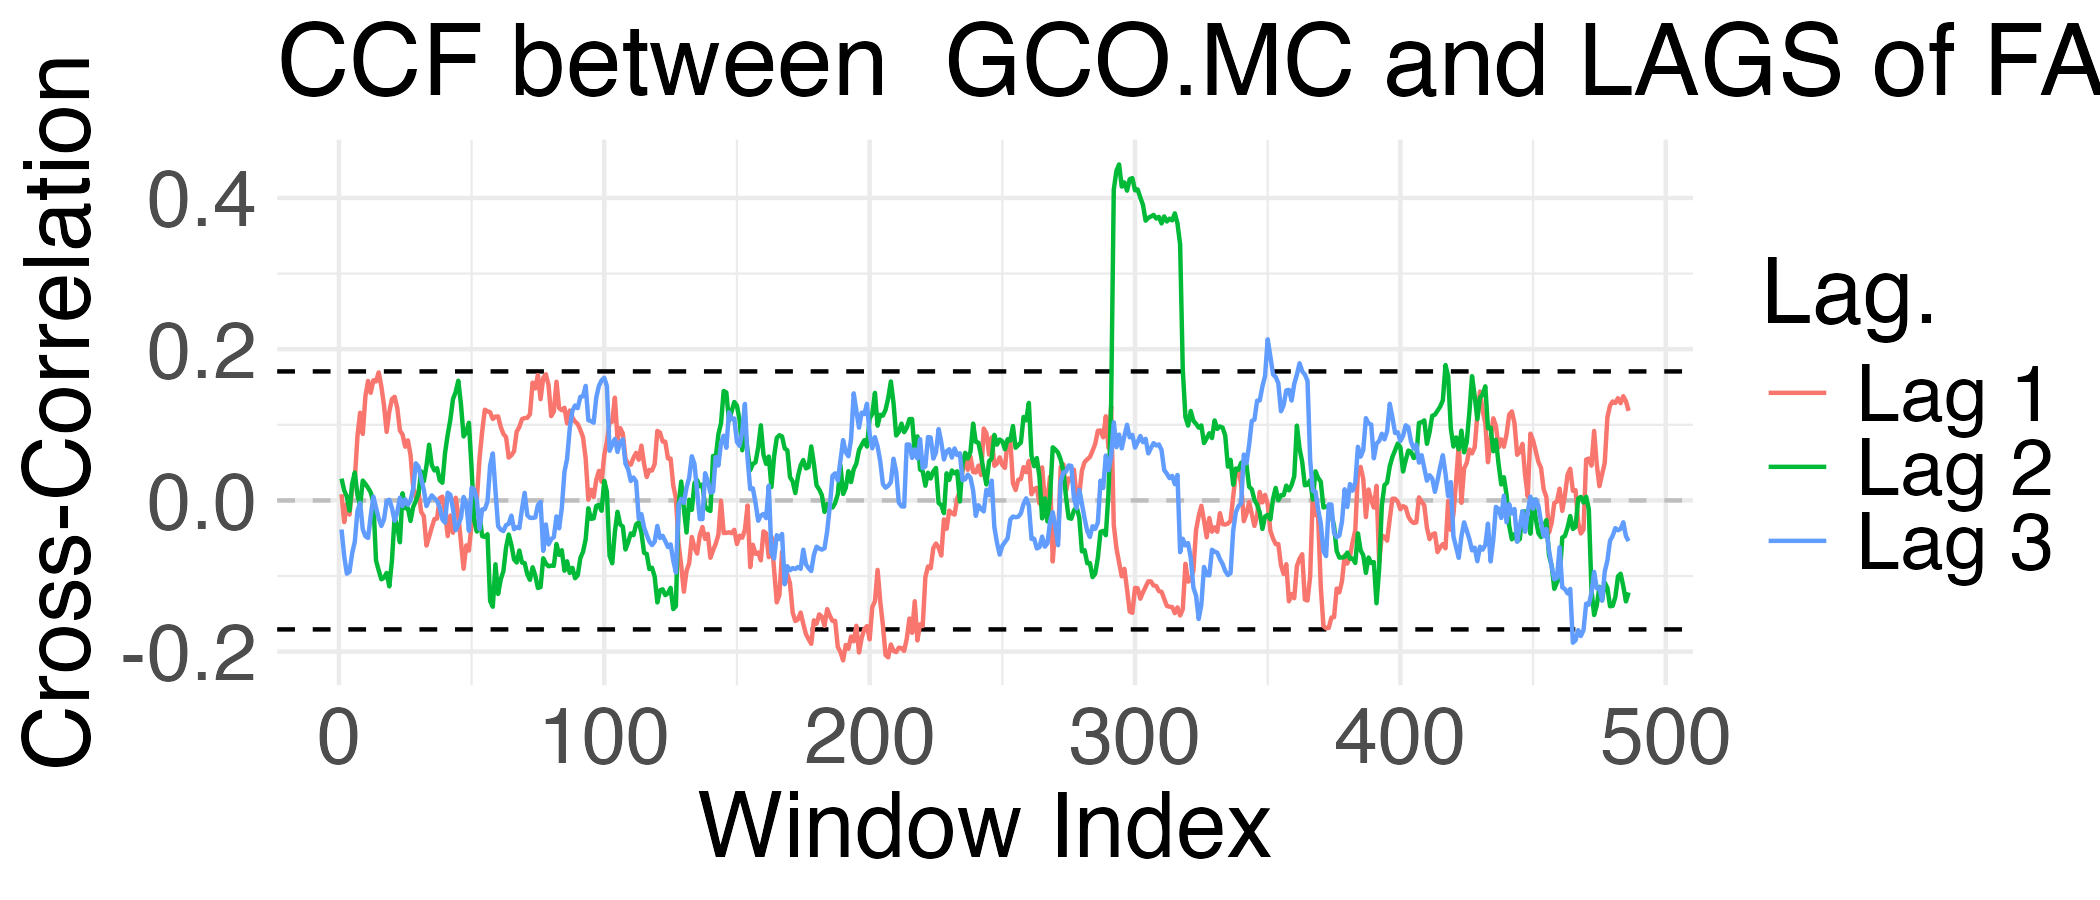 CCF between  GCO.MC and LAGS of FA
Cross-Correlation
0.4
0.2
0.0
-0.2
0 100 200 300 400 500
Window Index
Lag.
Lag 1
Lag 2
Lag 3